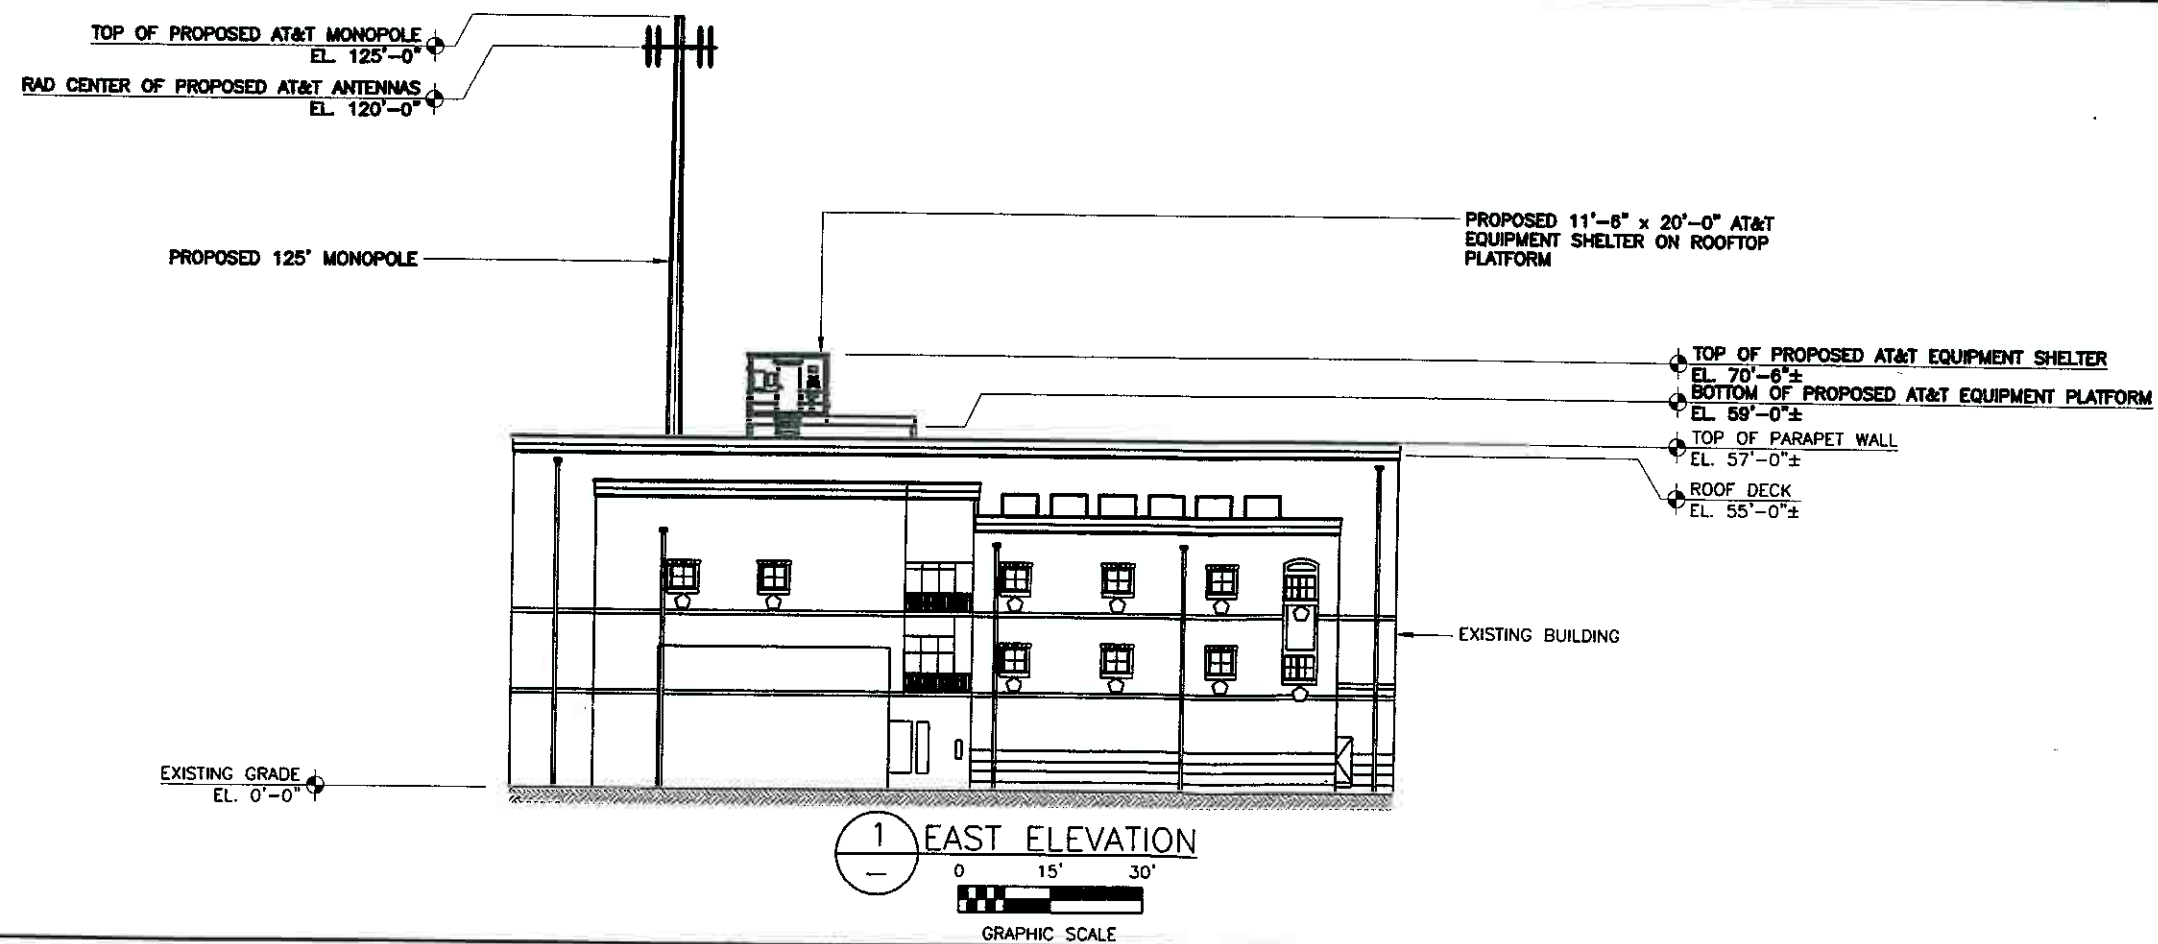 TOP OF PROPOSED AT&T MONOPOLE
EL. 125'-0"
RAD CENTER OF PROPOSED AT&T ANTENNAS
EL. 120'-0"
PROPOSED 125' MONOPOLE
PROPOSED 11'-6" x 20'-0" AT&T
EQUIPMENT SHELTER ON ROOFTOP
PLATFORM
TOP OF PROPOSED AT&T EQUIPMENT SHELTER
EL. 70'-6"±
BOTTOM OF PROPOSED AT&T EQUIPMENT PLATFORM
EL. 59'-0"±
TOP OF PARAPET WALL
EL. 57'-0"±
ROOF DECK
EL. 55'-0"±
EXISTING BUILDING
EXISTING GRADE
EL. 0'-0"
1
EAST ELEVATION
0 15' 30'
GRAPHIC SCALE